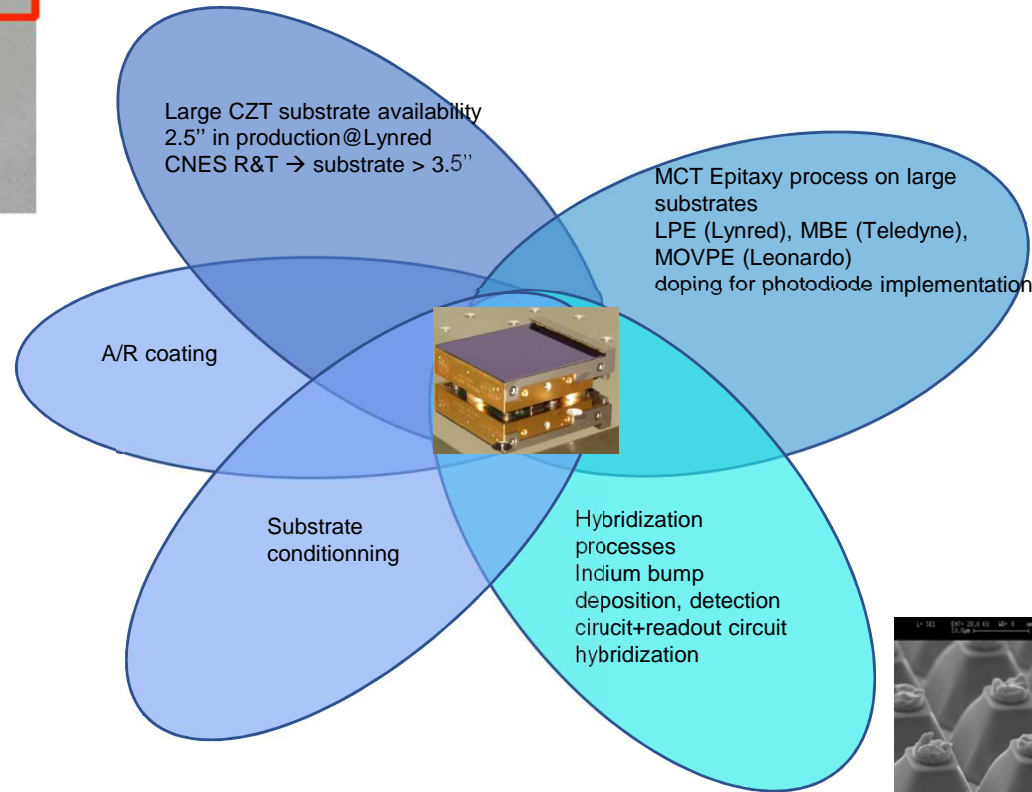 Large CZT substrate availability
2.5’’ in production@Lynred
CNES R&T → substrate > 3.5’’
MCT Epitaxy process on large
substrates
LPE (Lynred), MBE (Teledyne),
MOVPE (Leonardo)
doping for photodiode implementation
A/R coating
Substrate
conditionning
Hybridization
processes
Indium bump
deposition, detection
cirucit+readout circuit
hybridization